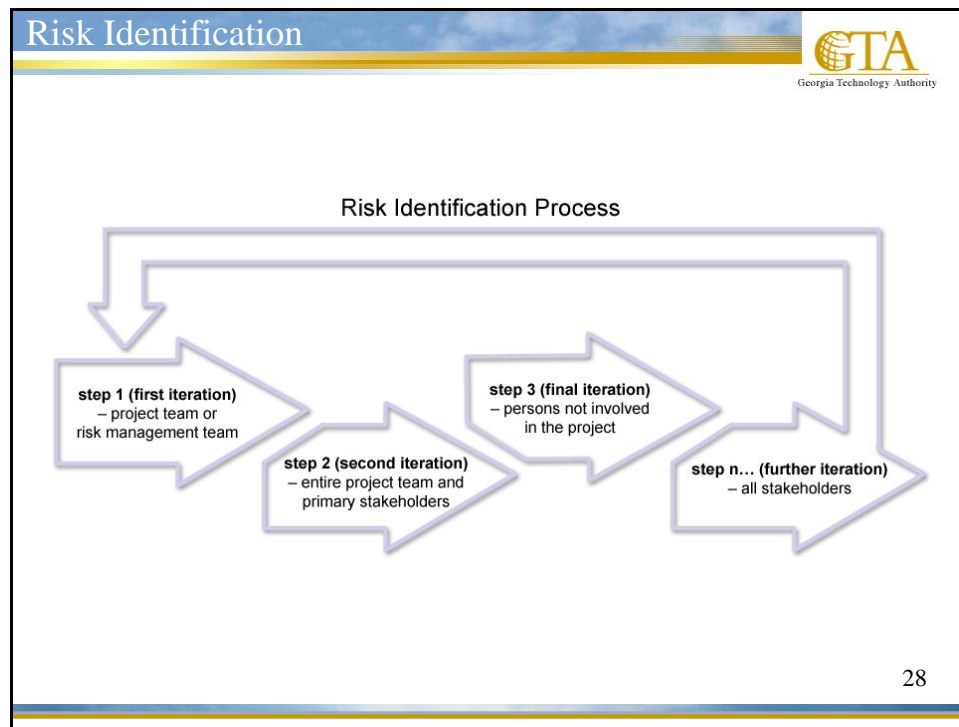 Risk Identification
GTA
Georgia Technology Authority
Risk Identification Process
step 1 (first iteration)
– project team or
risk management team
step 2 (second iteration)
– entire project team and
primary stakeholders
step 3 (final iteration)
– persons not involved
in the project
step n… (further iteration)
– all stakeholders
28